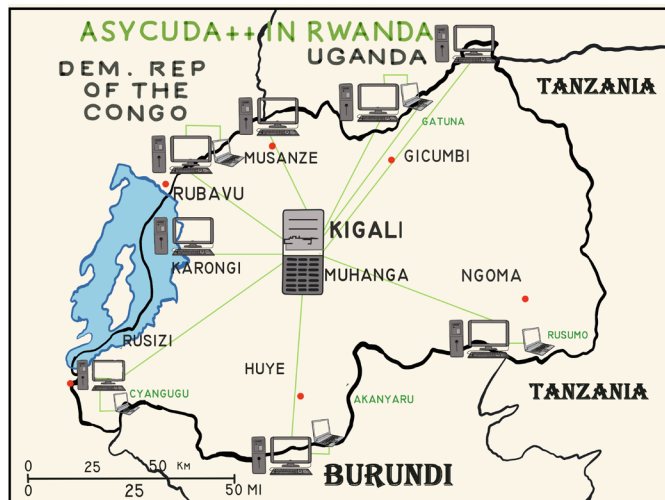 ASYCUDA++ IN RWANDA
UGANDA
DEM. REP
OF THE
CONGO
TANZANIA
GATUNA
MUSANZE
GICUMBI
RUBAVU
KIGALI
KARONGI
MUHANGA
NGOMA
RUSIZI
RUSUMO
HUYE
CYANGUGU
AKANYARU
TANZANIA
BURUNDI
0 25 50 KM
0 25 50 MI